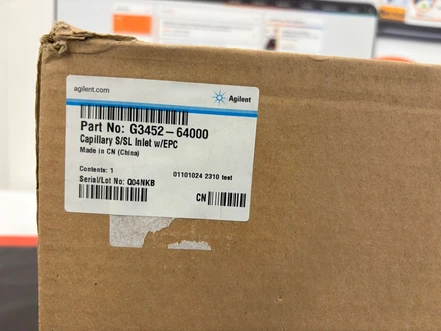 agilent.com
Agilent
Part No: G3452-64000
Capillary S/SL Inlet w/EPC
Made in CN (China)
Contents: 1
01101024 2310 test
Serial/Lot No: Q04NKB
CN